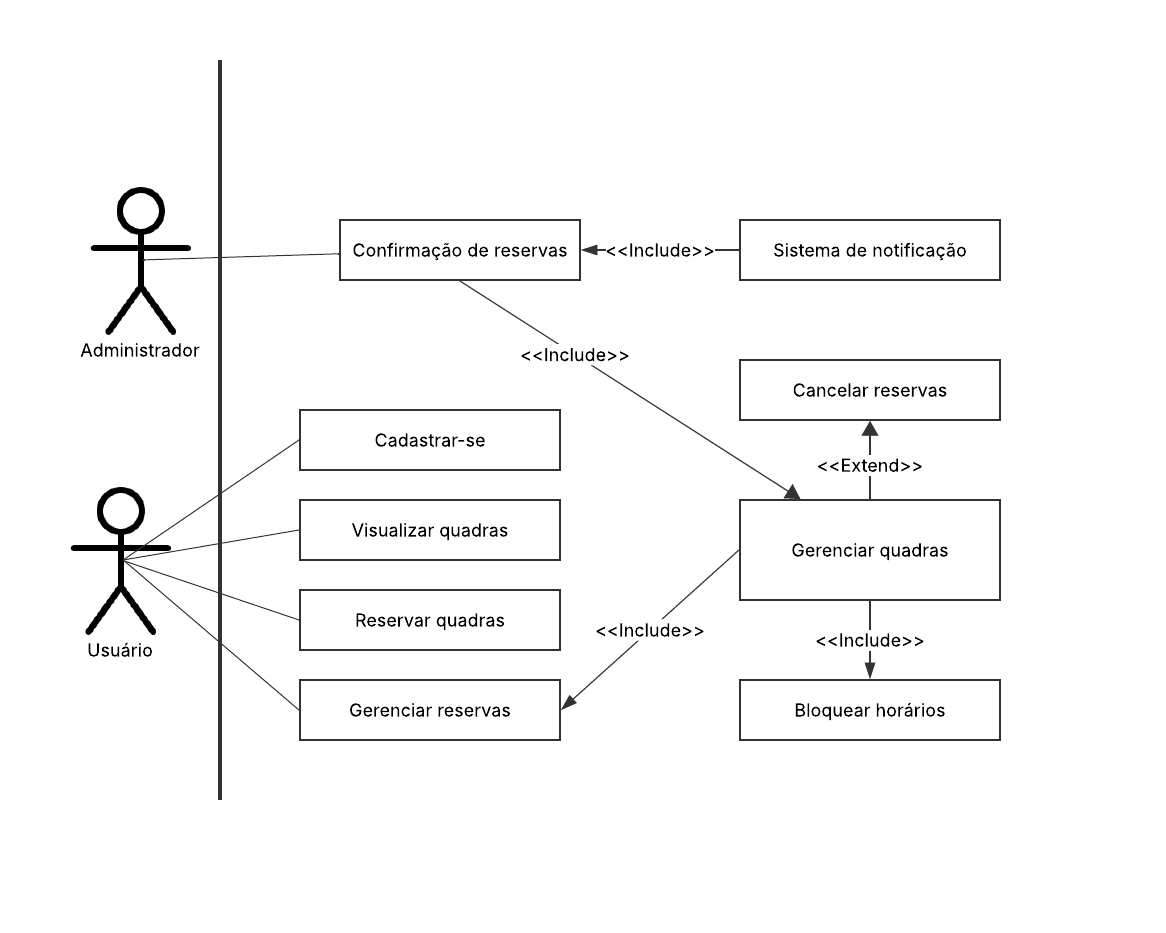 Confirmação de reservas
<<Include>>
Sistema de notificação
Administrador
<<Include>>
Cancelar reservas
Cadastrar-se
<<Extend>>
Visualizar quadras
Gerenciar quadras
Reservar quadras
<<Include>>
<<Include>>
Usuário
Gerenciar reservas
Bloquear horários